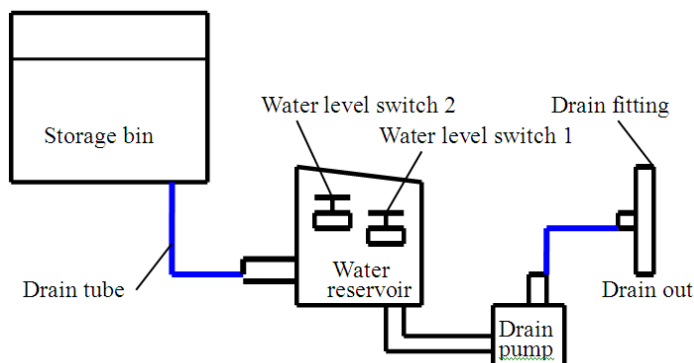 Water level switch 2
Drain fitting
Storage bin
Water level switch 1
Drain tube
Water
reservoir
Drain out
Drain
pump